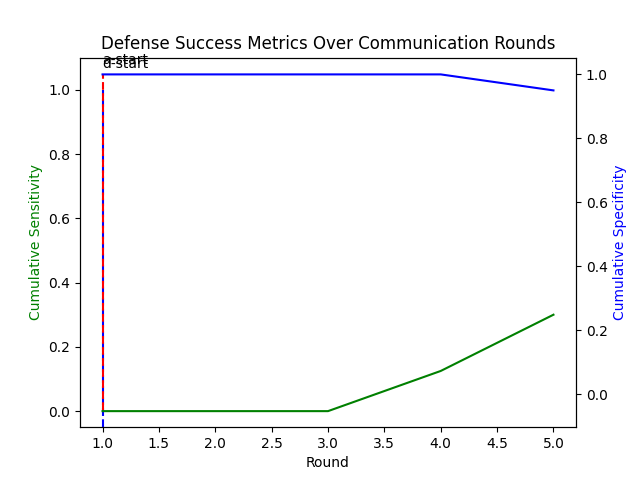 Defense Success Metrics Over Communication Rounds
a-start
d-start
Cumulative Sensitivity
1.0
0.8
0.6
0.4
0.2
0.0
1.0
0.8
0.6
0.4
0.2
0.0
Cumulative Specificity
1.0 1.5 2.0 2.5 3.0 3.5 4.0 4.5 5.0
Round